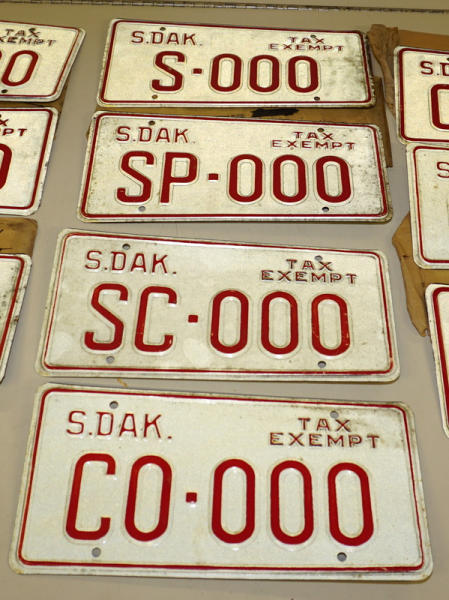 S.DAK. TAX
EXEMPT
S·000
S.DAK. TAX
EXEMPT
SP·000
S.DAK. TAX
EXEMPT
SC·000
S.DAK. TAX
EXEMPT
CO·000